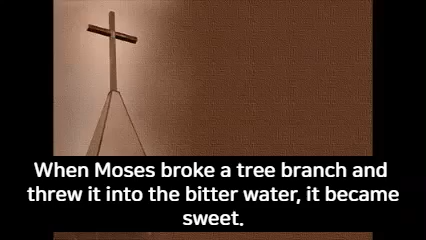 When Moses broke a tree branch and
threw it into the bitter water, it became
sweet.